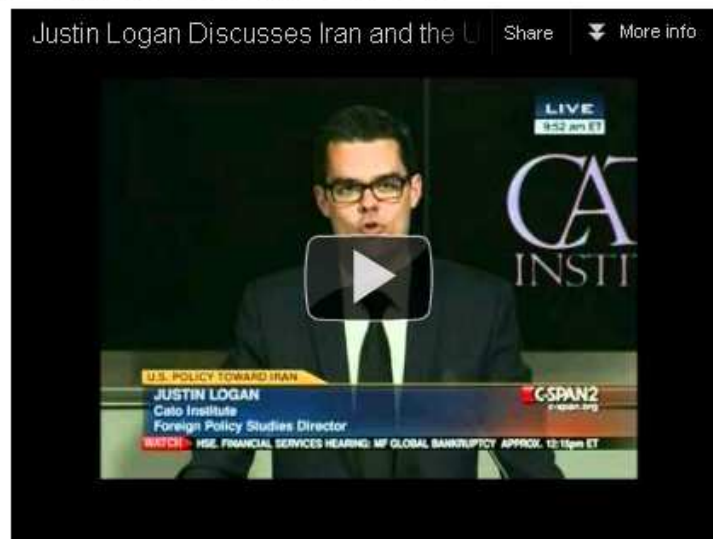 Justin Logan Discusses Iran and the U
Share
More info
LIVE
9:52 am ET
CAT
INSTI
U.S. POLICY TOWARD IRAN
JUSTIN LOGAN
Cato Institute
Foreign Policy Studies Director
C-SPAN2
c-span.org
WATCH HSE. FINANCIAL SERVICES HEARING: MF GLOBAL BANKRUPTCY APPROX. 12:15pm ET